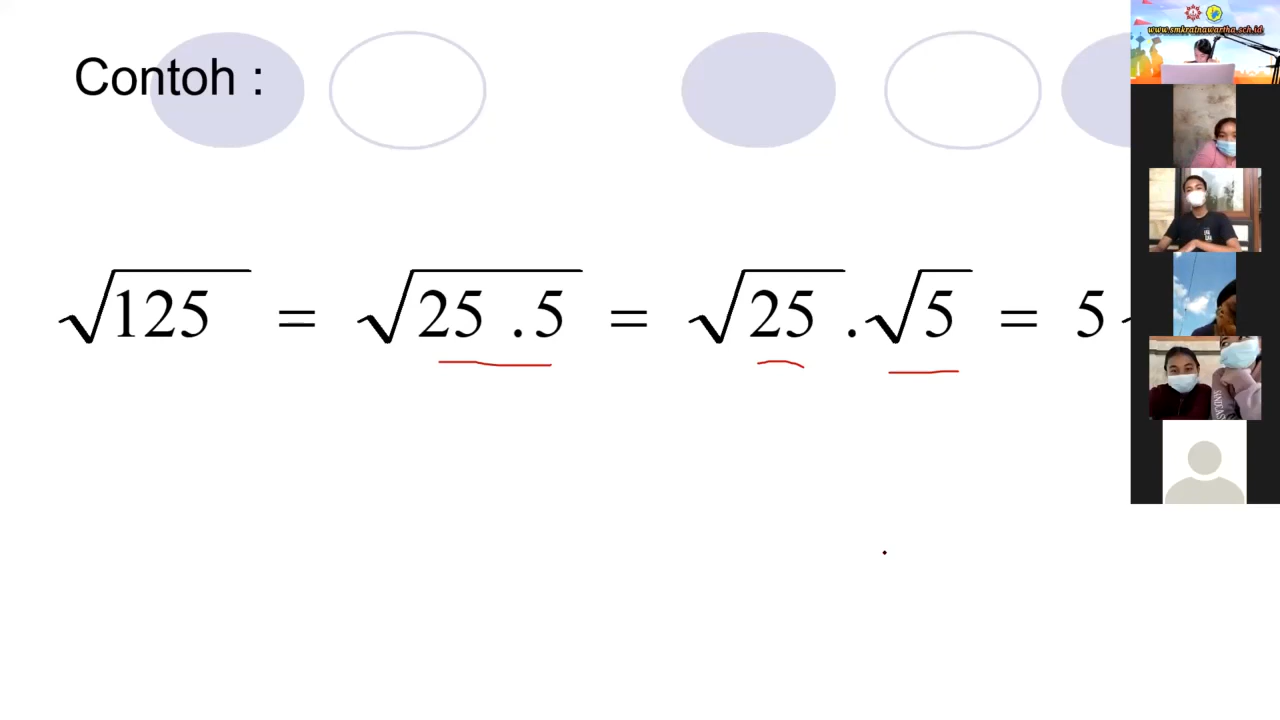 Contoh :
√125 = √25 . 5 = √25 . √5 = 5
www.smkratnawartha.sch.id